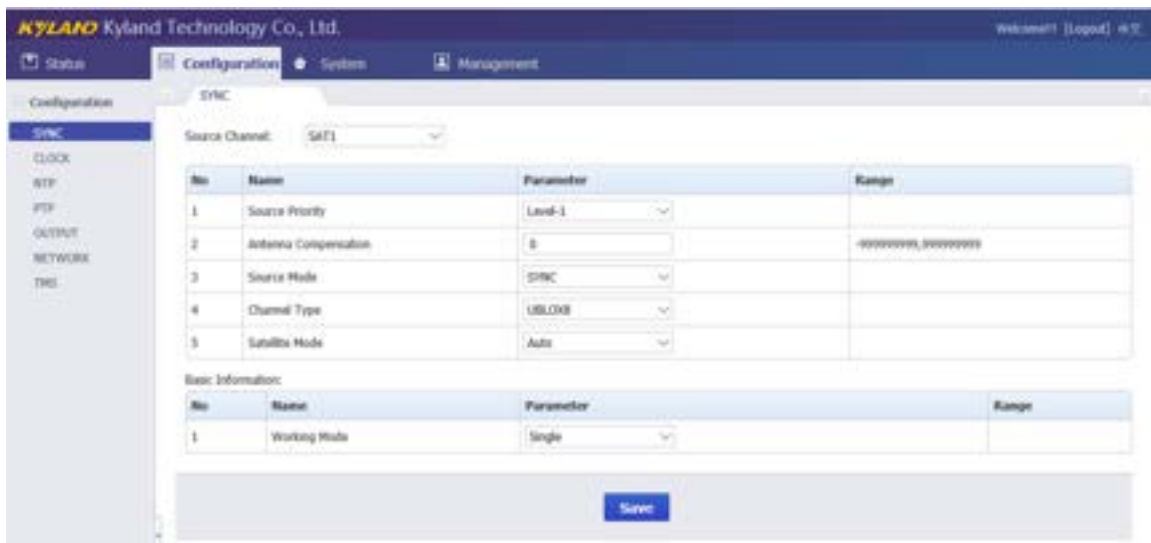 KYLAND Kyland Technology Co., Ltd.
[Logout] 中文
Status Configuration System Management
Configuration
SYNC
SYNC
CLOCK
NTP
PTP
OUTPUT
NETWORK
TMS
Source Channel: SAT1
No Name Parameter Range
1 Source Priority Level-1
2 Antenna Compensation 0 -999999999,999999999
3 Source Mode SYNC
4 Channel Type UBLOX8
5 Satellite Mode Auto
Basic Information:
No Name Parameter Range
1 Working Mode Single
Save